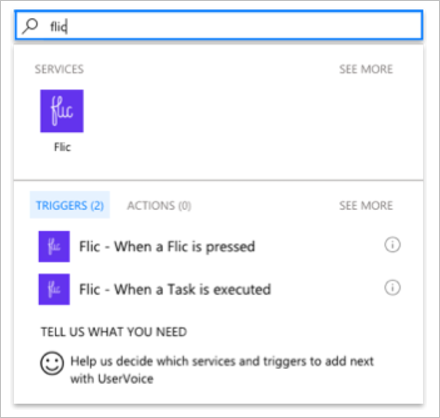 flic
SERVICES SEE MORE
flic
Flic
TRIGGERS (2) ACTIONS (0) SEE MORE
flic Flic - When a Flic is pressed
flic Flic - When a Task is executed
TELL US WHAT YOU NEED
Help us decide which services and triggers to add next
with UserVoice